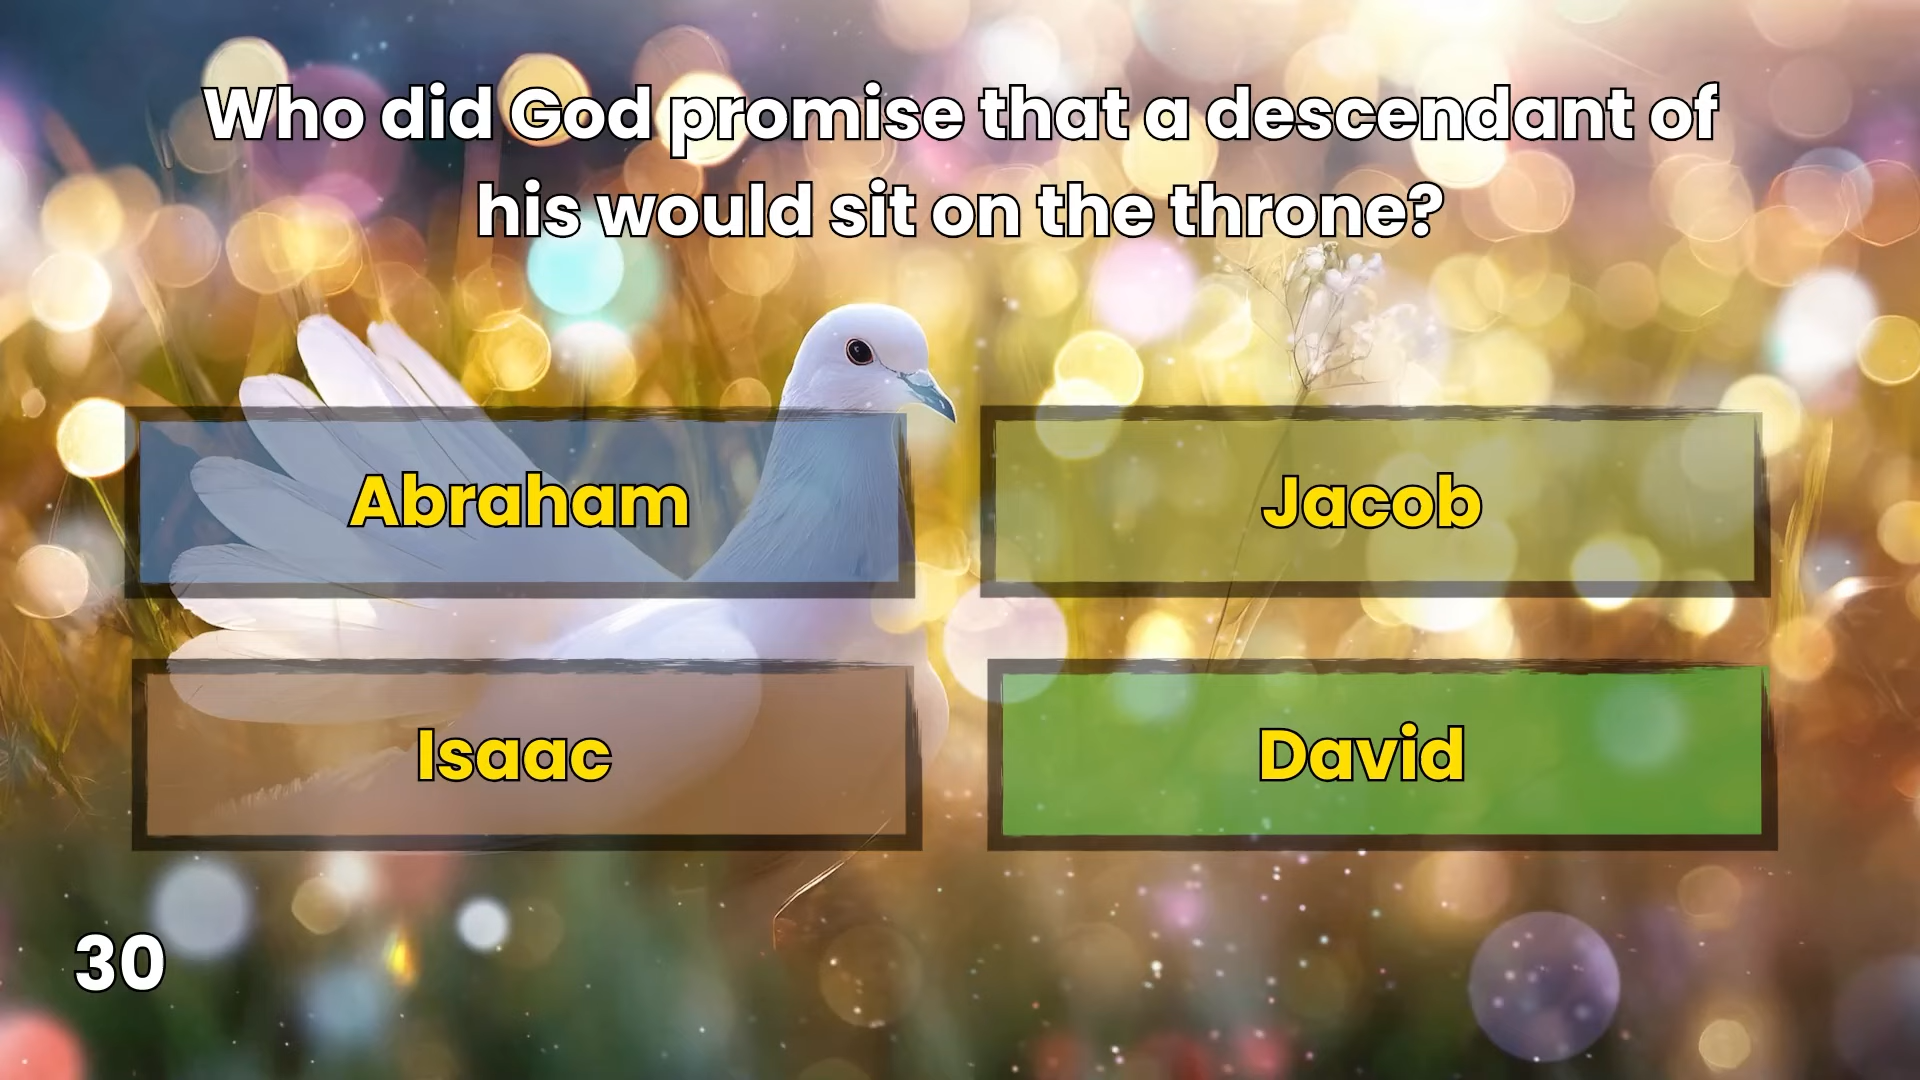 Who did God promise that a descendant of
his would sit on the throne?
Abraham
Jacob
Isaac
David
30